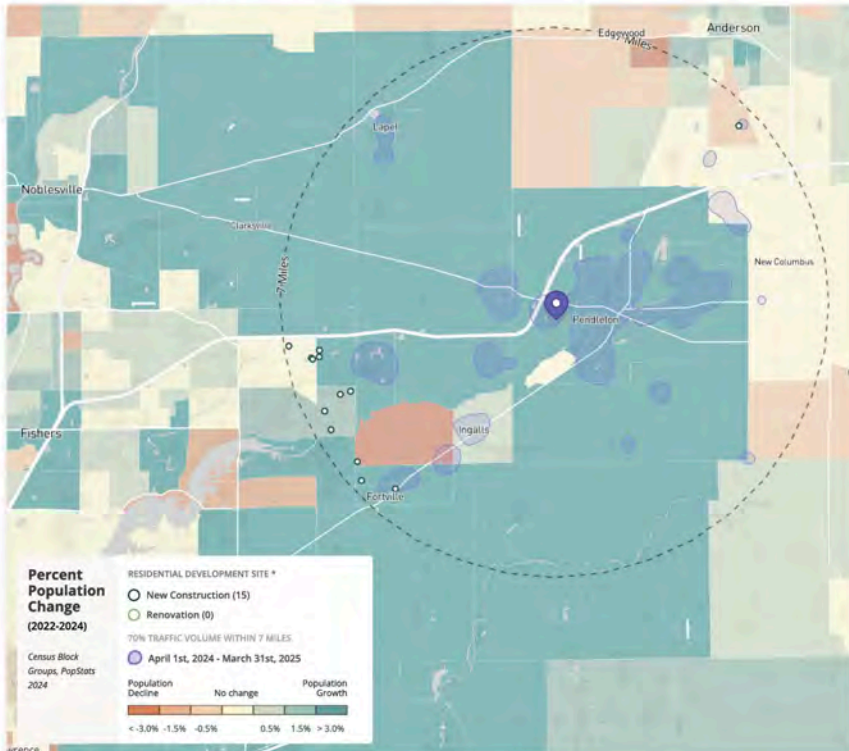 Edgewood
Anderson
7 Miles
Lapel
Noblesville
Clarksville
7 Miles
New Columbus
Pendleton
Fishers
Ingalls
Fortville
Percent
Population
Change
(2022-2024)
Census Block
Groups, PopStats
2024
RESIDENTIAL DEVELOPMENT SITE *
New Construction (15)
Renovation (0)
70% TRAFFIC VOLUME WITHIN 7 MILES
April 1st, 2024 - March 31st, 2025
Population
Decline
No change
Population
Growth
< -3.0% -1.5% -0.5% 0.5% 1.5% > 3.0%
wrence